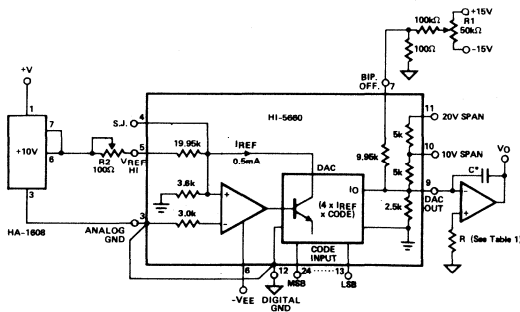 +15V
100kΩ
R1
50kΩ
100Ω
-15V
+V
BIP.
OFF.
7
1
4
HI-5660
11
S.J.
20V SPAN
7
5
19.95k
IREF
5k
+10V
0.5mA
10
10V SPAN
6
R2
100Ω
VREF
HI
9.95k
VO
DAC
5k
C*
3.6k
IO
9
3
+
(4 x IREF
x CODE)
2.5k
DAC
OUT
-
3
3.0k
-
+
HA-1608
ANALOG
GND
CODE
INPUT
R (See Table 1)
6
12
24
13
-VEE
MSB
LSB
DIGITAL
GND